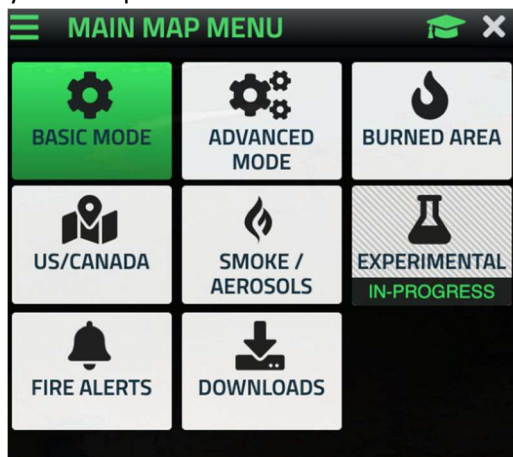 MAIN MAP MENU
BASIC MODE
ADVANCED
MODE
BURNED AREA
US/CANADA
SMOKE /
AEROSOLS
EXPERIMENTAL
IN-PROGRESS
FIRE ALERTS
DOWNLOADS